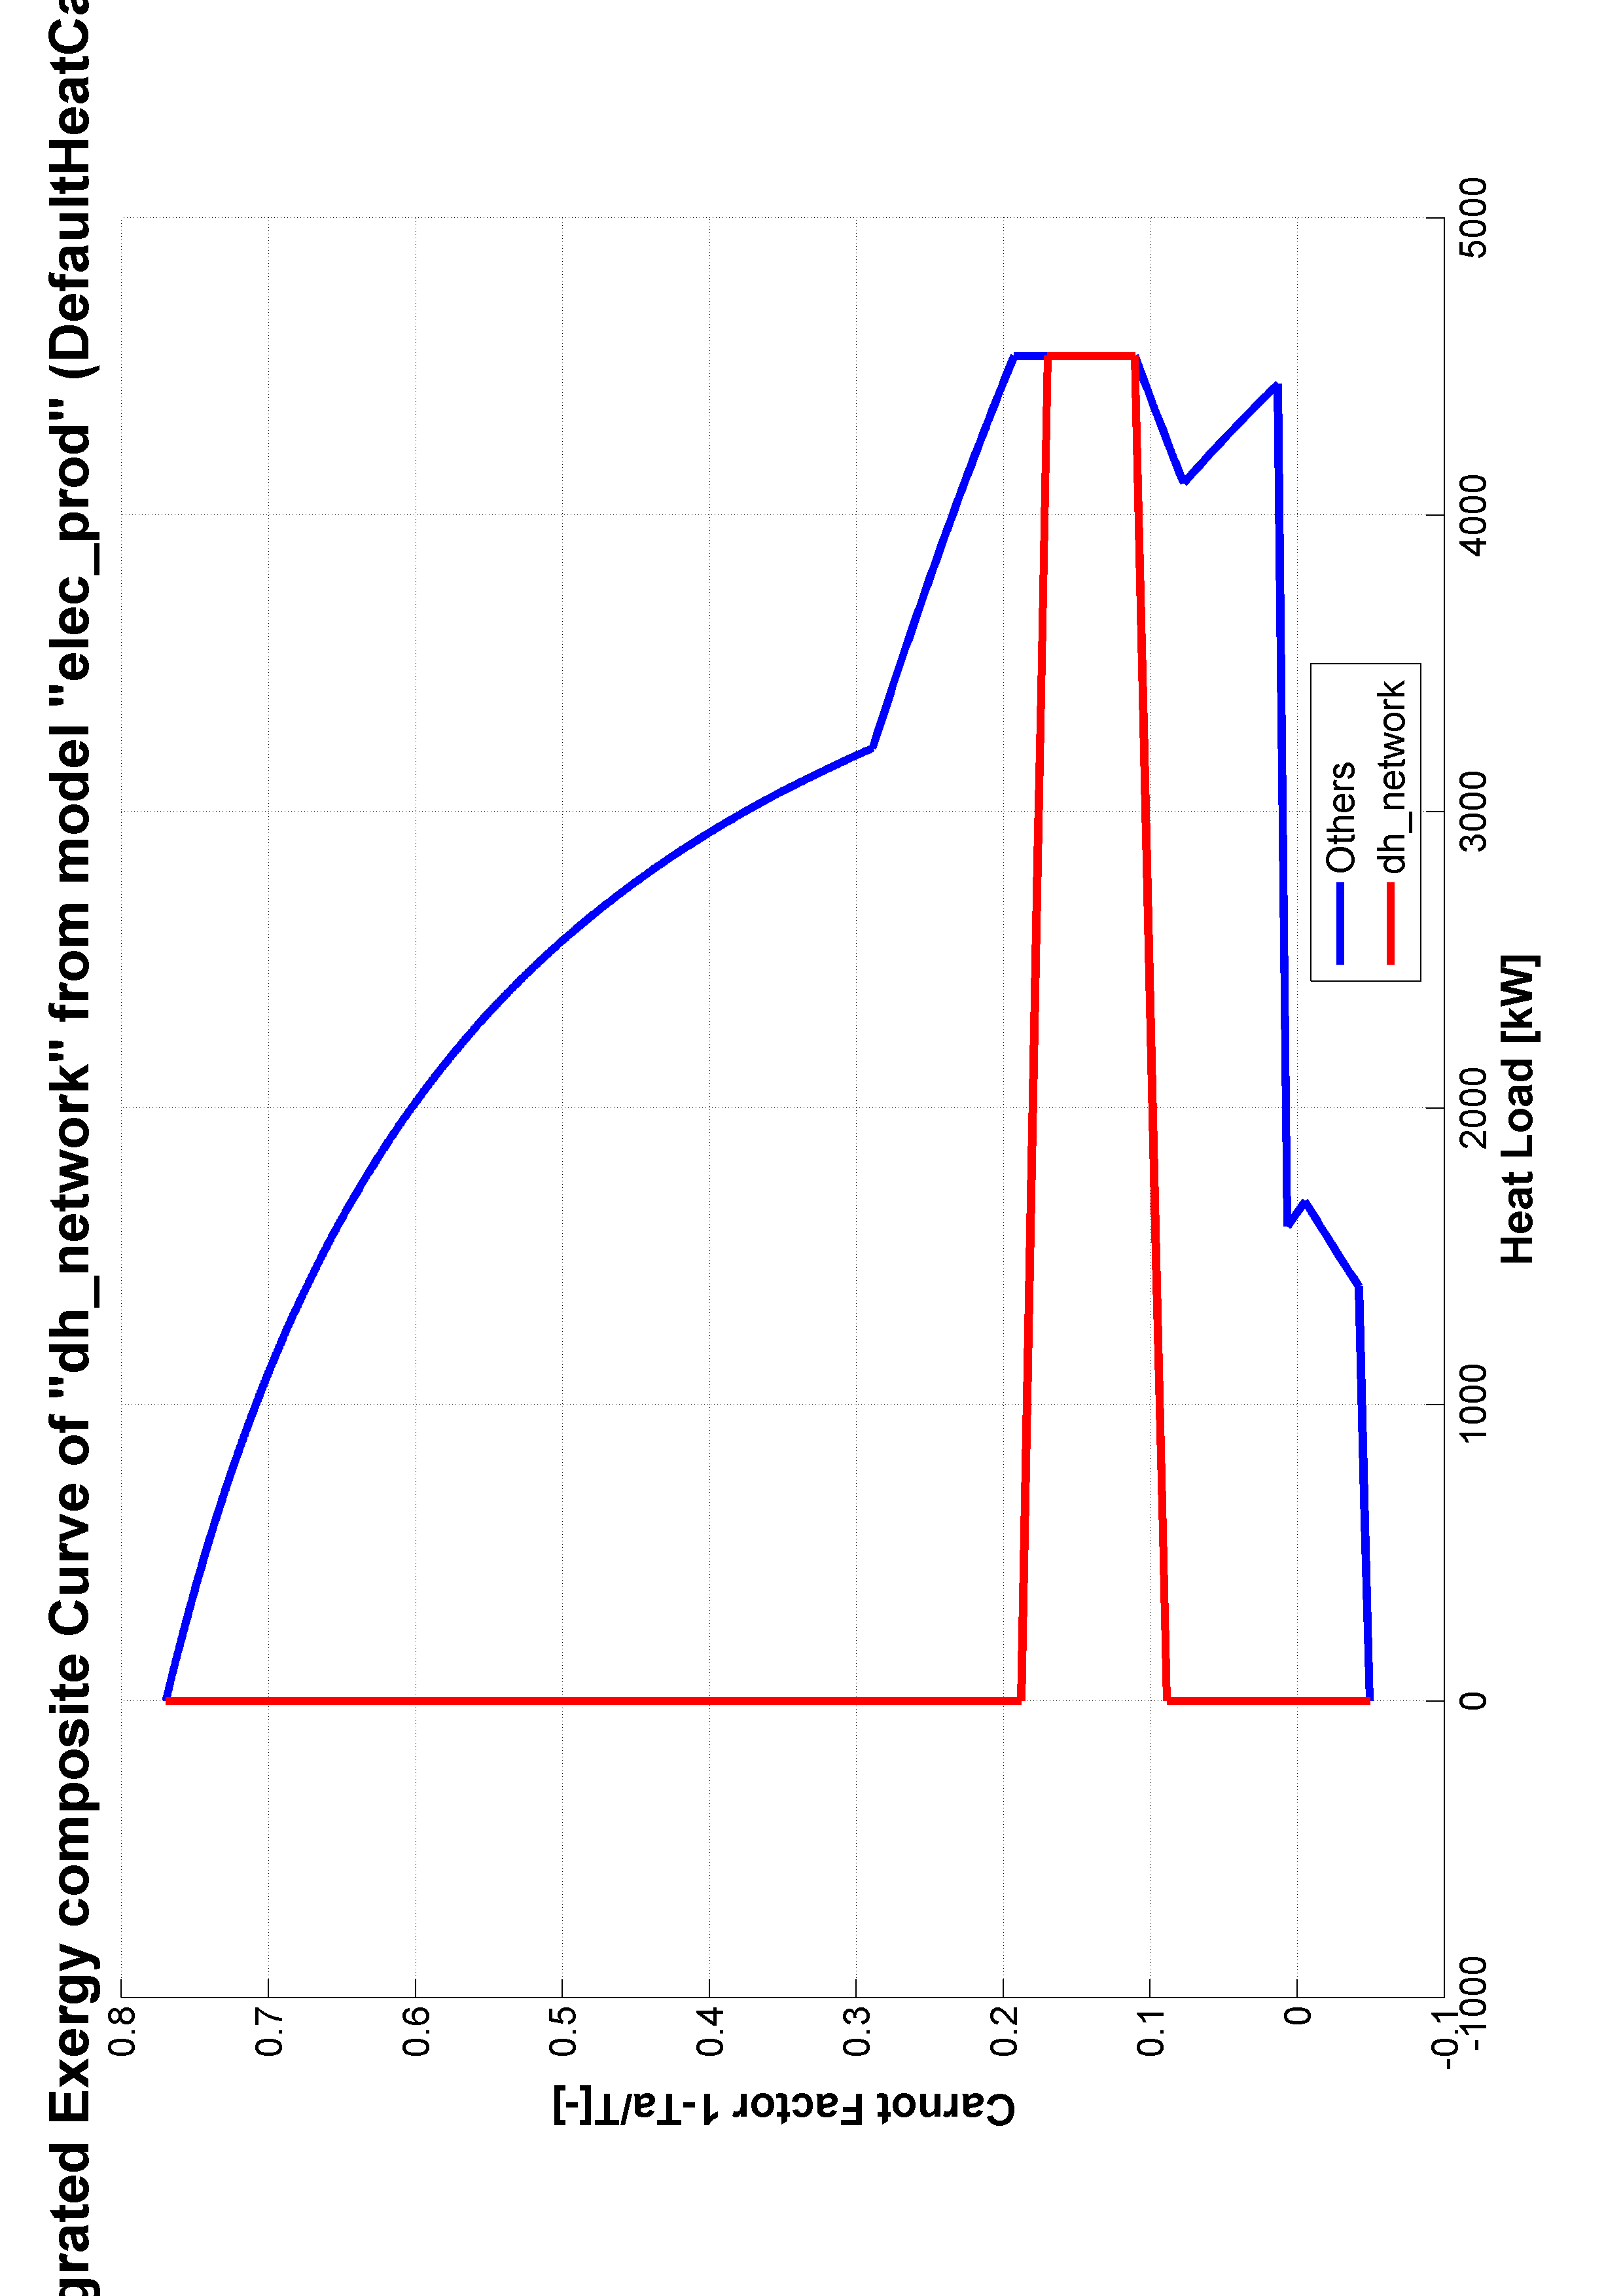 grated Exergy composite Curve of "dh_network" from model "elec_prod" (DefaultHeatCa
0.8
0.7
0.6
0.5
0.4
0.3
0.2
0.1
0
-0.1
Carnot Factor 1-Ta/T[-]
-1000 0 1000 2000 3000 4000 5000
Heat Load [kW]
Others
dh_network